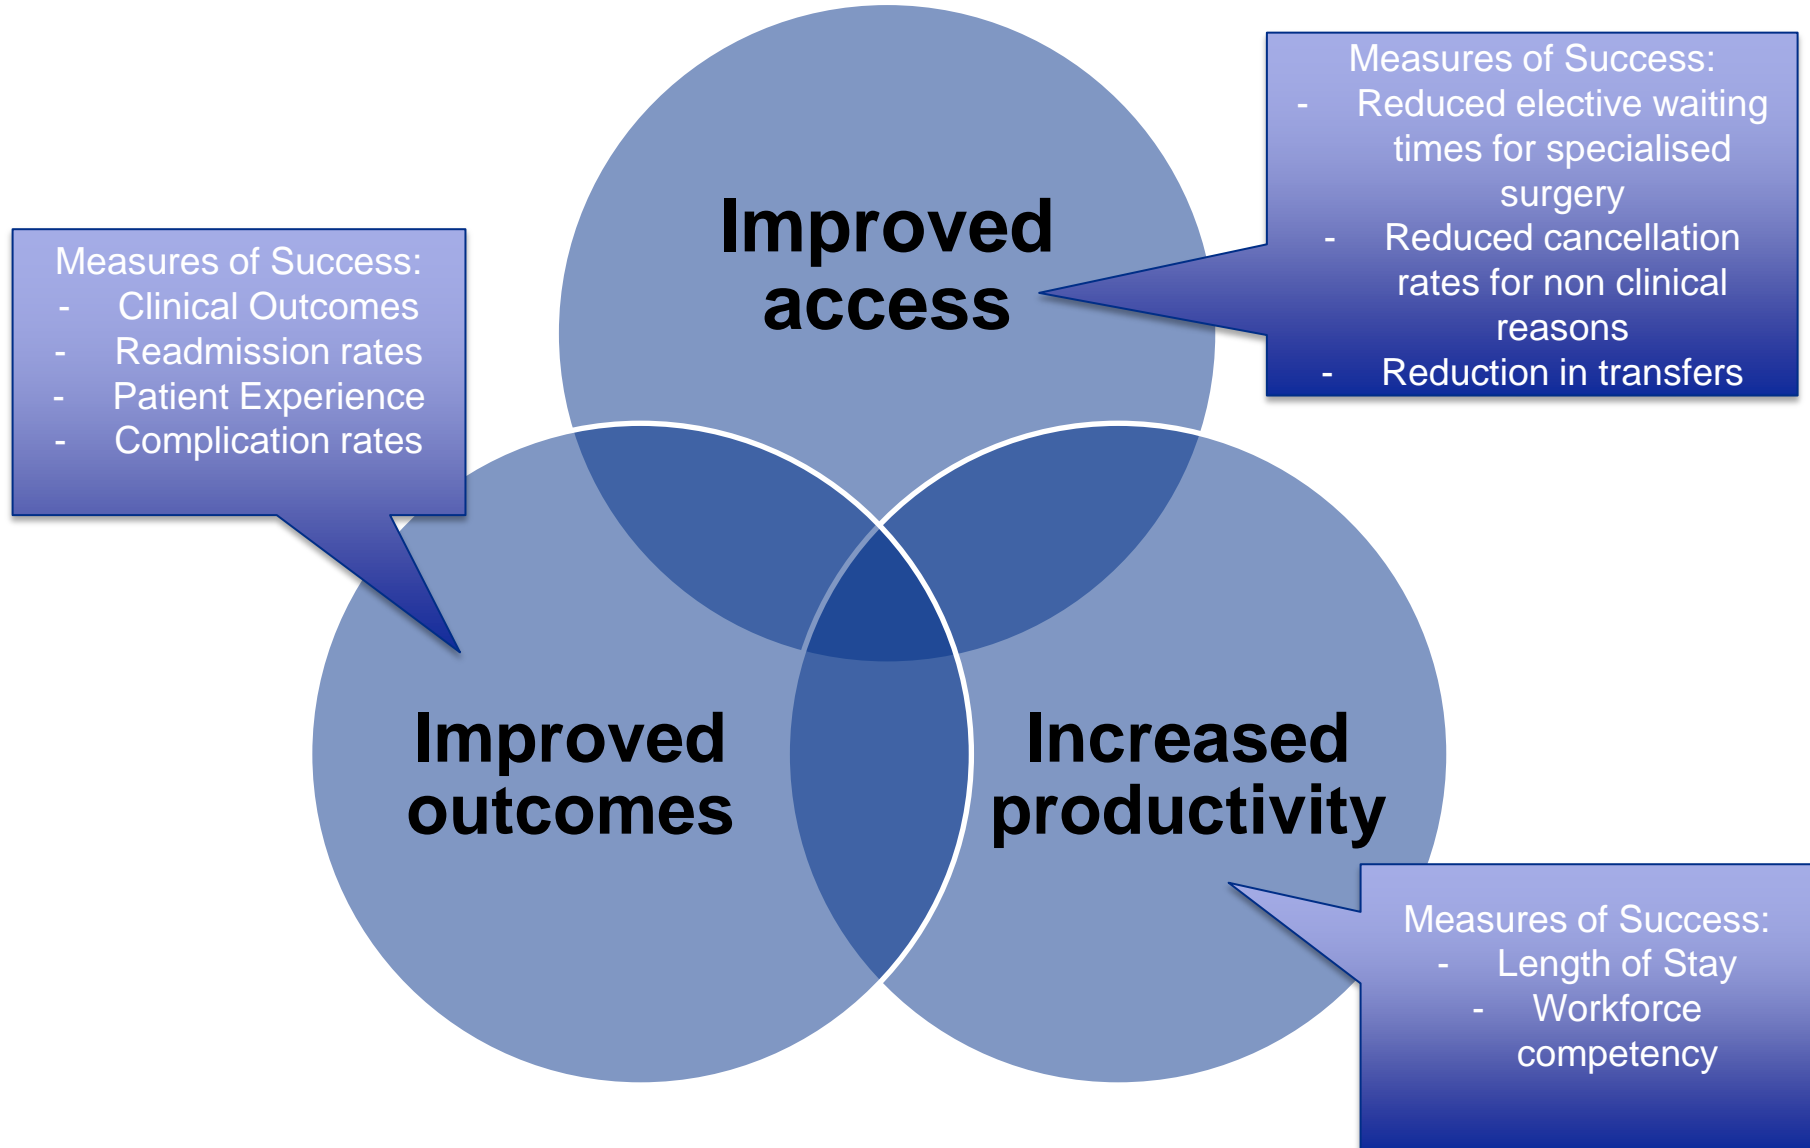 Improved
access
Measures of Success:
- Reduced elective waiting
times for specialised
surgery
- Reduced cancellation
rates for non clinical
reasons
- Reduction in transfers
Measures of Success:
- Clinical Outcomes
- Readmission rates
- Patient Experience
- Complication rates
Improved
outcomes
Increased
productivity
Measures of Success:
- Length of Stay
- Workforce
competency